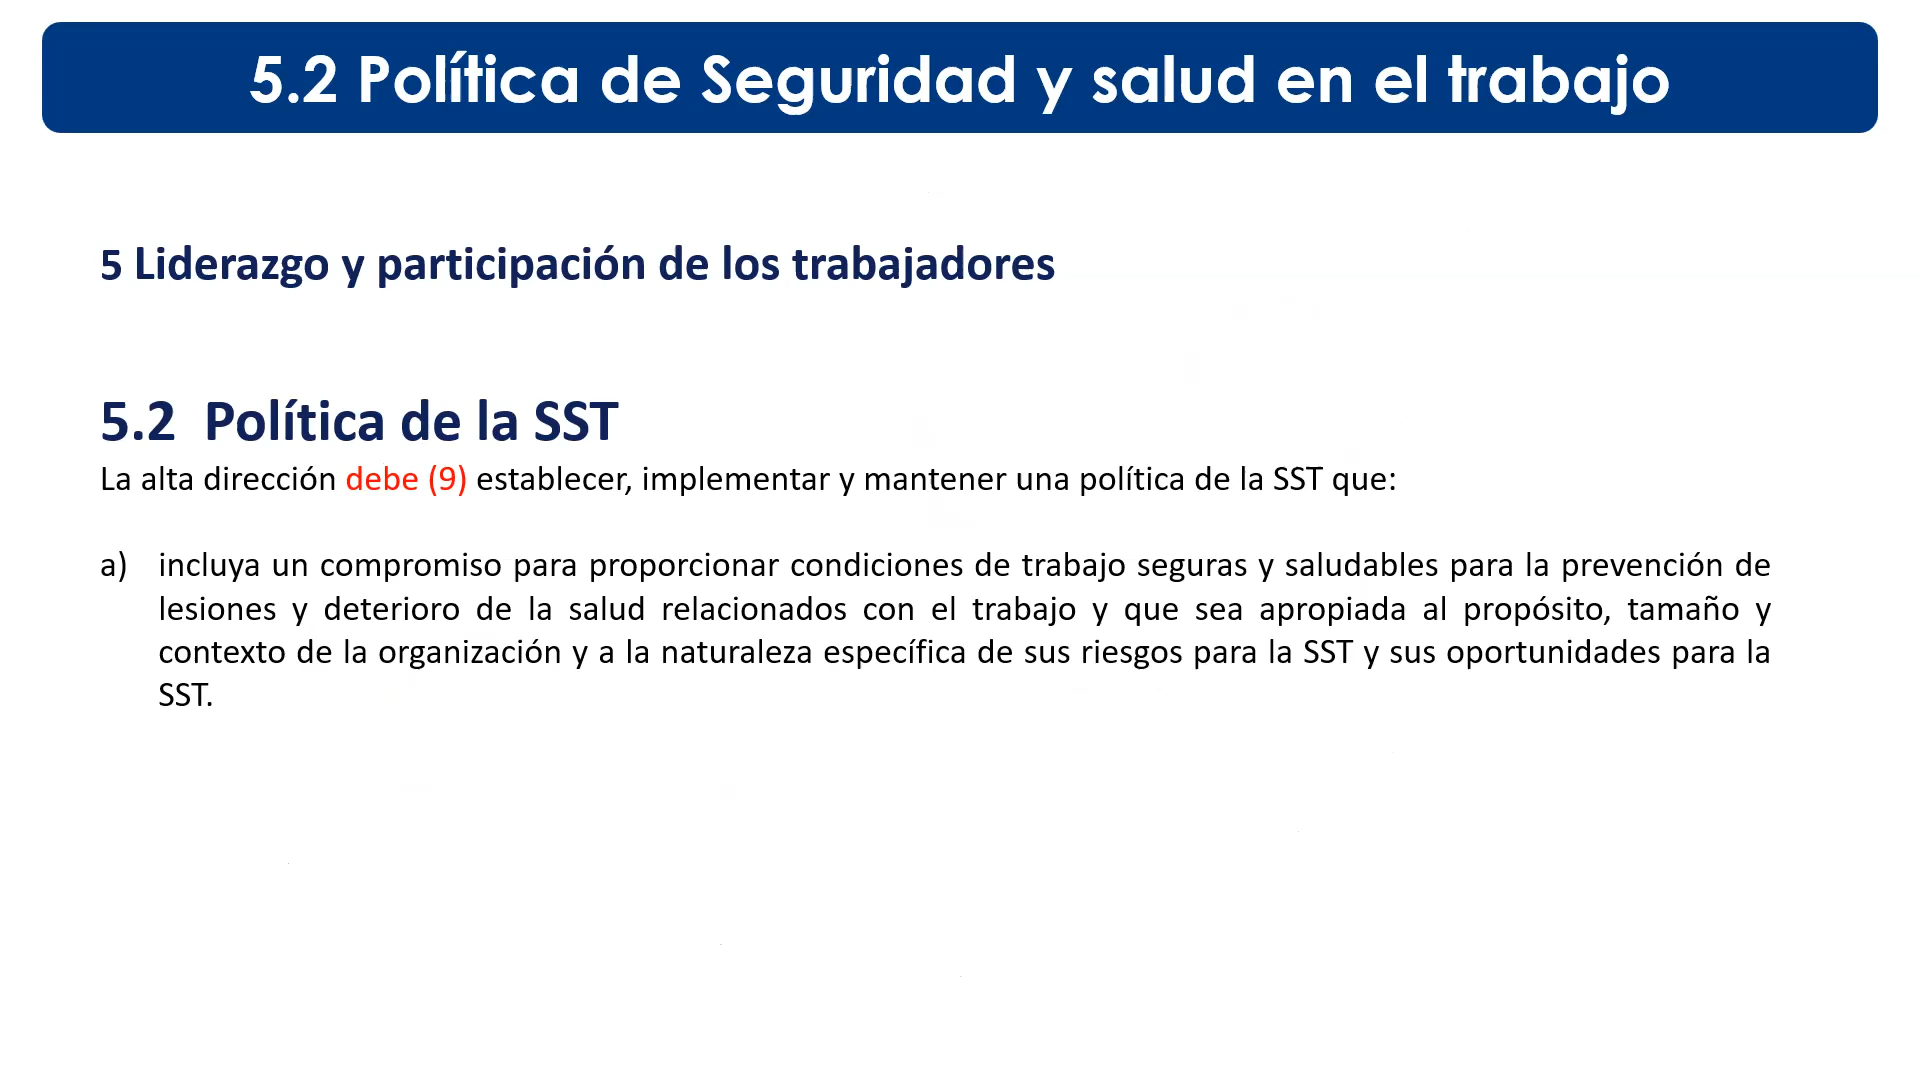 5.2 Política de Seguridad y salud en el trabajo
5 Liderazgo y participación de los trabajadores
5.2 Política de la SST
La alta dirección debe (9) establecer, implementar y mantener una política de la SST que:
a) incluya un compromiso para proporcionar condiciones de trabajo seguras y saludables para la prevención de
lesiones y deterioro de la salud relacionados con el trabajo y que sea apropiada al propósito, tamaño y
contexto de la organización y a la naturaleza específica de sus riesgos para la SST y sus oportunidades para la
SST.